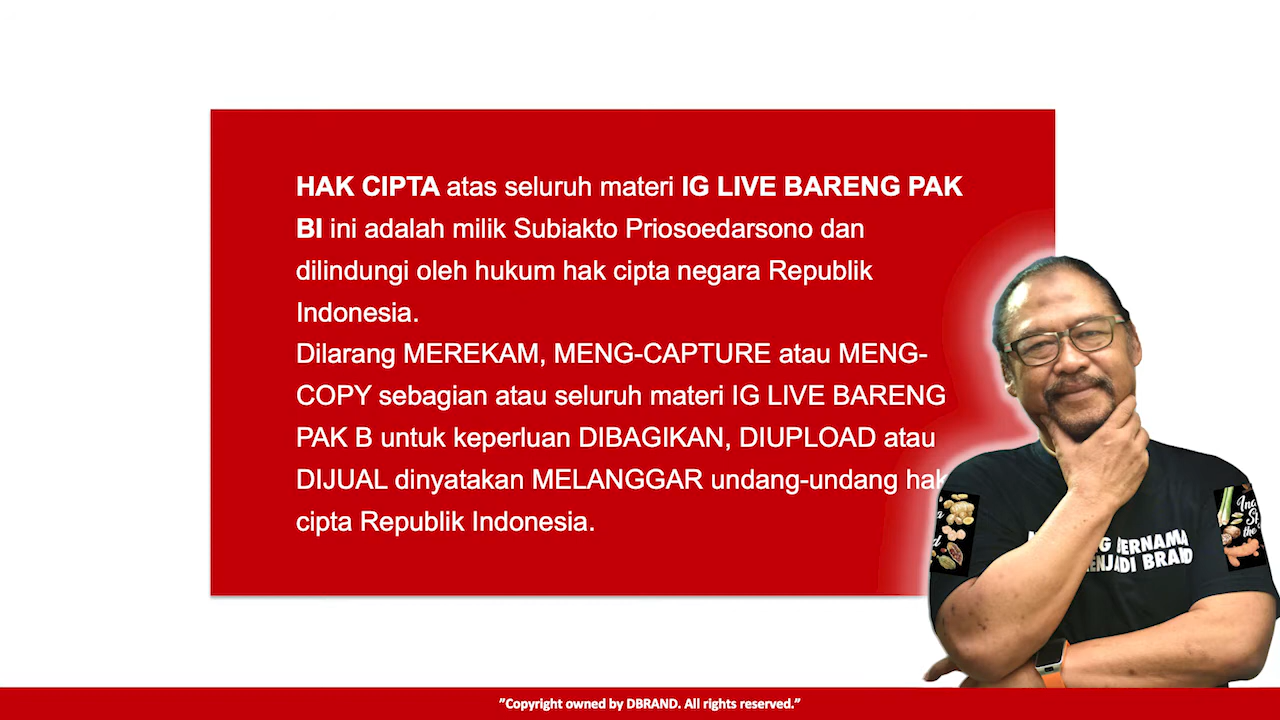 HAK CIPTA atas seluruh materi IG LIVE BARENG PAK
BI ini adalah milik Subiakto Priosoedarsono dan
dilindungi oleh hukum hak cipta negara Republik
Indonesia.
Dilarang MEREKAM, MENG-CAPTURE atau MENG-
COPY sebagian atau seluruh materi IG LIVE BARENG
PAK B untuk keperluan DIBAGIKAN, DIUPLOAD atau
DIJUAL dinyatakan MELANGGAR undang-undang hak
cipta Republik Indonesia.
BRAND
"Copyright owned by DBRAND. All rights reserved."